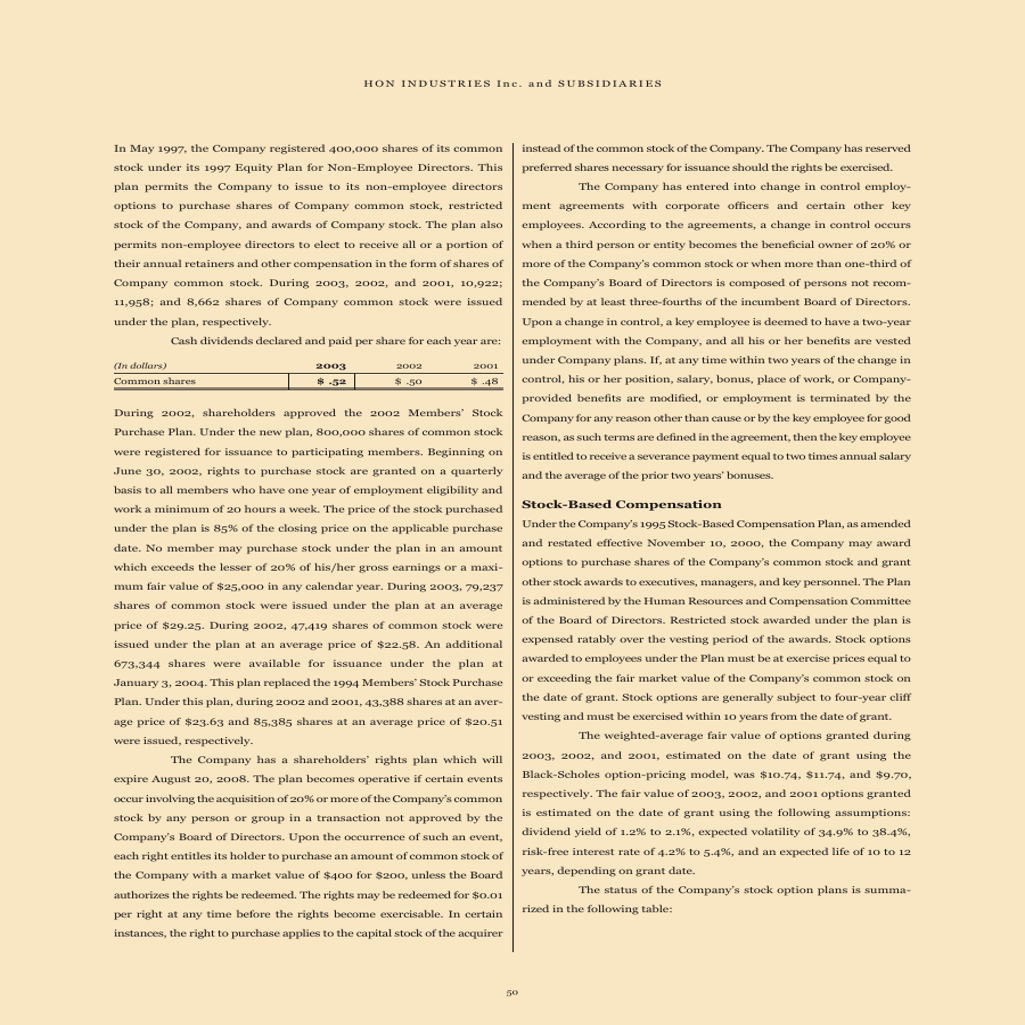 HON INDUSTRIES Inc. and SUBSIDIARIES
In May 1997, the Company registered 400,000 shares of its common
stock under its 1997 Equity Plan for Non-Employee Directors. This
plan permits the Company to issue to its non-employee directors
options to purchase shares of Company common stock, restricted
stock of the Company, and awards of Company stock. The plan also
permits non-employee directors to elect to receive all or a portion of
their annual retainers and other compensation in the form of shares of
Company common stock. During 2003, 2002, and 2001, 10,922;
11,958; and 8,662 shares of Company common stock were issued
under the plan, respectively.
Cash dividends declared and paid per share for each year are:
(In dollars) 2003 2002 2001
Common shares $ .52 $ .50 $ .48
During 2002, shareholders approved the 2002 Members' Stock
Purchase Plan. Under the new plan, 800,000 shares of common stock
were registered for issuance to participating members. Beginning on
June 30, 2002, rights to purchase stock are granted on a quarterly
basis to all members who have one year of employment eligibility and
work a minimum of 20 hours a week. The price of the stock purchased
under the plan is 85% of the closing price on the applicable purchase
date. No member may purchase stock under the plan in an amount
which exceeds the lesser of 20% of his/her gross earnings or a maxi-
mum fair value of $25,000 in any calendar year. During 2003, 79,237
shares of common stock were issued under the plan at an average
price of $29.25. During 2002, 47,419 shares of common stock were
issued under the plan at an average price of $22.58. An additional
673,344 shares were available for issuance under the plan at
January 3, 2004. This plan replaced the 1994 Members' Stock Purchase
Plan. Under this plan, during 2002 and 2001, 43,388 shares at an aver-
age price of $23.63 and 85,385 shares at an average price of $20.51
were issued, respectively.
The Company has a shareholders' rights plan which will
expire August 20, 2008. The plan becomes operative if certain events
occur involving the acquisition of 20% or more of the Company's common
stock by any person or group in a transaction not approved by the
Company's Board of Directors. Upon the occurrence of such an event,
each right entitles its holder to purchase an amount of common stock of
the Company with a market value of $400 for $200, unless the Board
authorizes the rights be redeemed. The rights may be redeemed for $0.01
per right at any time before the rights become exercisable. In certain
instances, the right to purchase applies to the capital stock of the acquirer
instead of the common stock of the Company. The Company has reserved
preferred shares necessary for issuance should the rights be exercised.
The Company has entered into change in control employ-
ment agreements with corporate officers and certain other key
employees. According to the agreements, a change in control occurs
when a third person or entity becomes the beneficial owner of 20% or
more of the Company's common stock or when more than one-third of
the Company's Board of Directors is composed of persons not recom-
mended by at least three-fourths of the incumbent Board of Directors.
Upon a change in control, a key employee is deemed to have a two-year
employment with the Company, and all his or her benefits are vested
under Company plans. If, at any time within two years of the change in
control, his or her position, salary, bonus, place of work, or Company-
provided benefits are modified, or employment is terminated by the
Company for any reason other than cause or by the key employee for good
reason, as such terms are defined in the agreement, then the key employee
is entitled to receive a severance payment equal to two times annual salary
and the average of the prior two years' bonuses.
Stock-Based Compensation
Under the Company's 1995 Stock-Based Compensation Plan, as amended
and restated effective November 10, 2000, the Company may award
options to purchase shares of the Company's common stock and grant
other stock awards to executives, managers, and key personnel. The Plan
is administered by the Human Resources and Compensation Committee
of the Board of Directors. Restricted stock awarded under the plan is
expensed ratably over the vesting period of the awards. Stock options
awarded to employees under the Plan must be at exercise prices equal to
or exceeding the fair market value of the Company's common stock on
the date of grant. Stock options are generally subject to four-year cliff
vesting and must be exercised within 10 years from the date of grant.
The weighted-average fair value of options granted during
2003, 2002, and 2001, estimated on the date of grant using the
Black-Scholes option-pricing model, was $10.74, $11.74, and $9.70,
respectively. The fair value of 2003, 2002, and 2001 options granted
is estimated on the date of grant using the following assumptions:
dividend yield of 1.2% to 2.1%, expected volatility of 34.9% to 38.4%,
risk-free interest rate of 4.2% to 5.4%, and an expected life of 10 to 12
years, depending on grant date.
The status of the Company's stock option plans is summa-
rized in the following table:
50